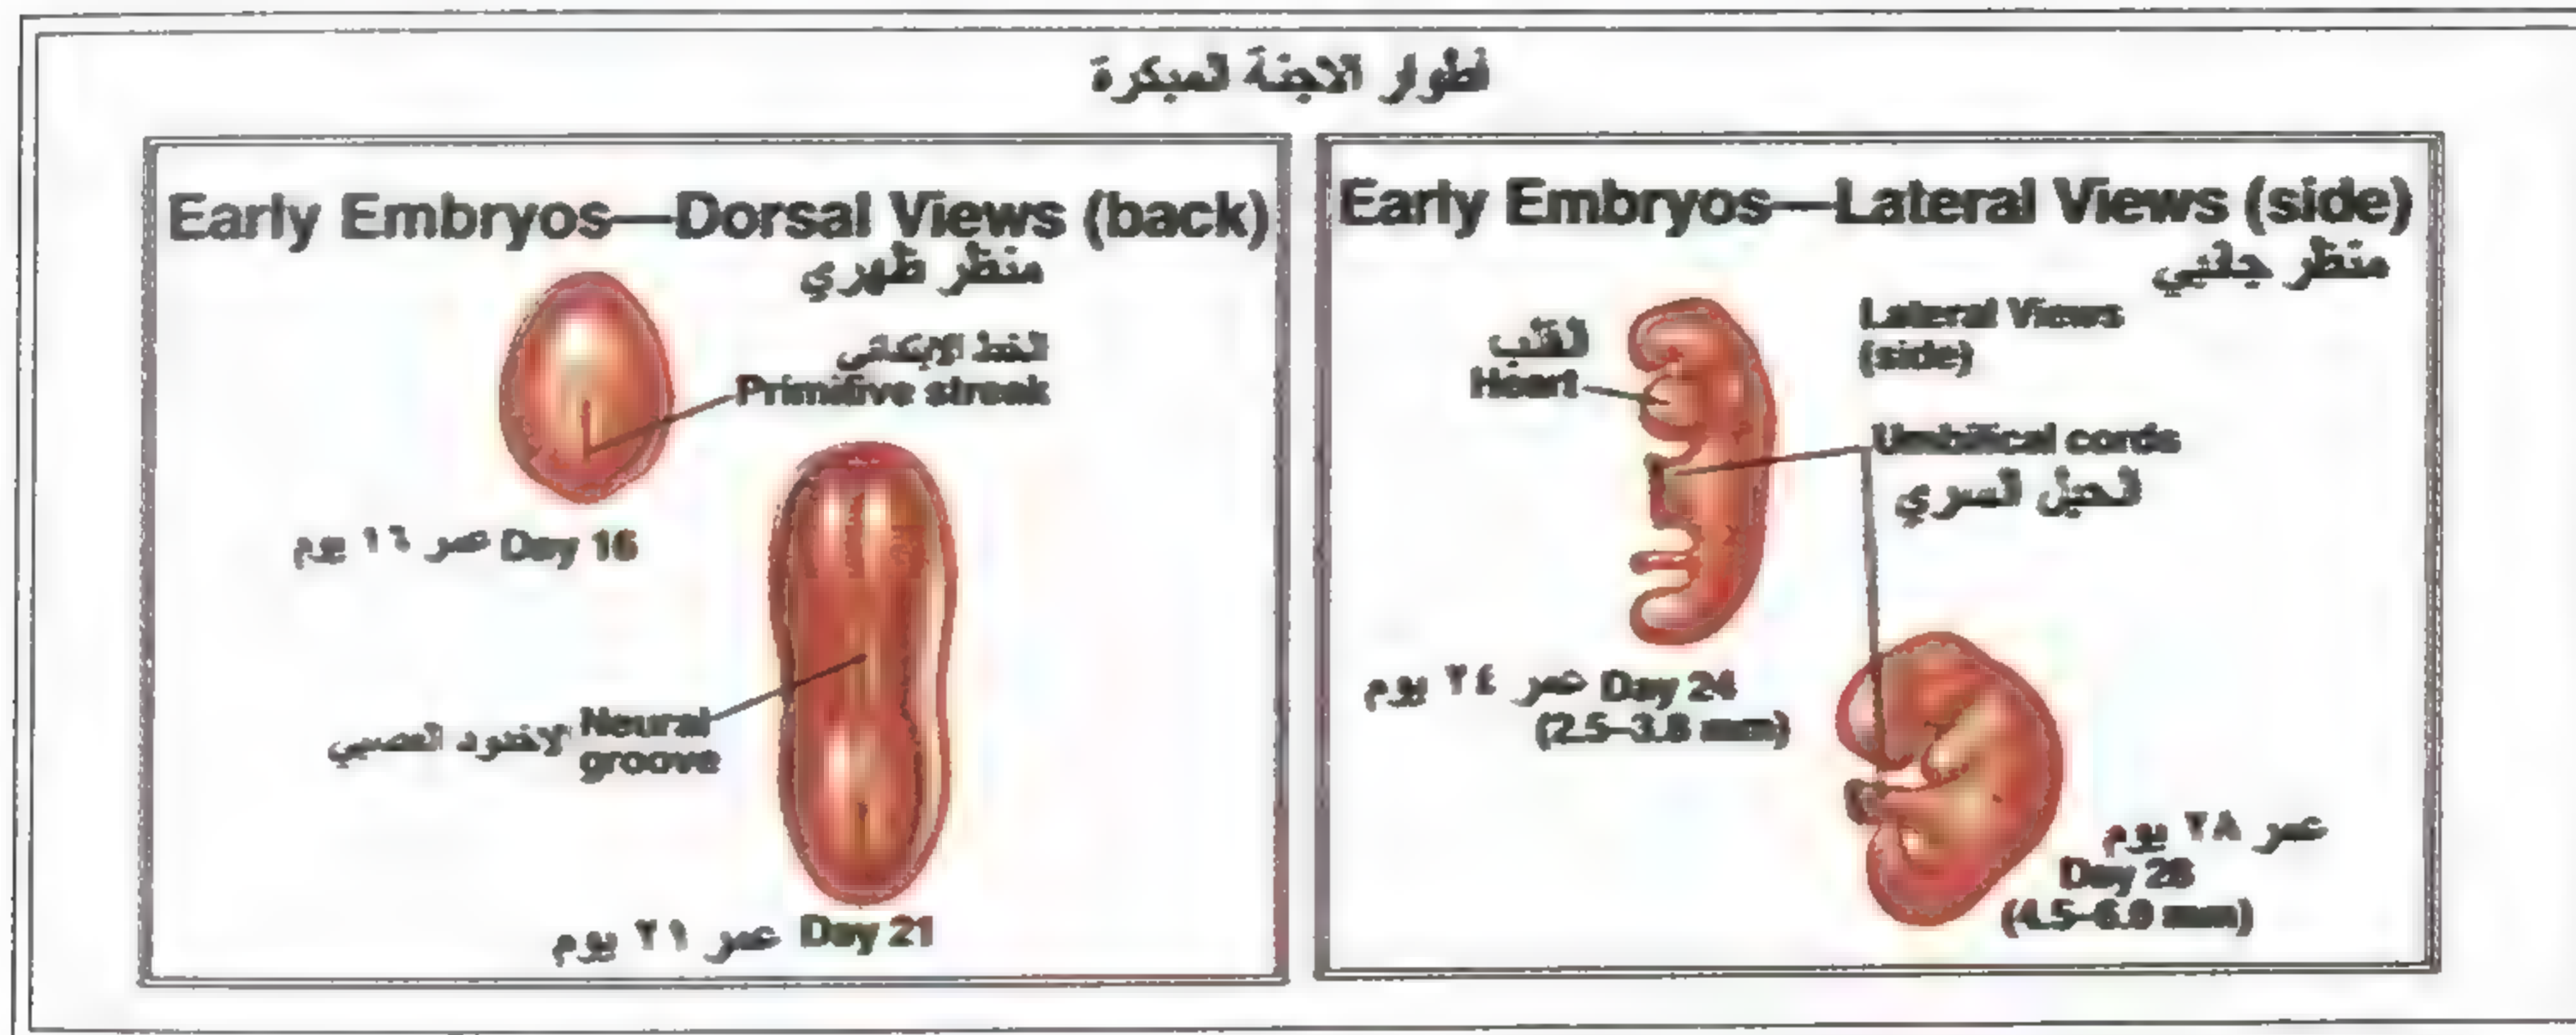 أطوار الاجنة المبكرة
Early Embryos—Dorsal Views (back)
منظر ظهري
الخط الابتدائي
Primitive streak
Day 16 عمر ١٦ يوم
Neural الاخدود العصبي
groove
Day 21 عمر ٢١ يوم
Early Embryos—Lateral Views (side)
منظر جانبي
Lateral Views
(side)
القلب
Heart
Umbilical cords
الحبل السري
Day 24 عمر ٢٤ يوم
(2.5–3.8 mm)
عمر ٢٨ يوم
Day 28
(4.5–6.0 mm)